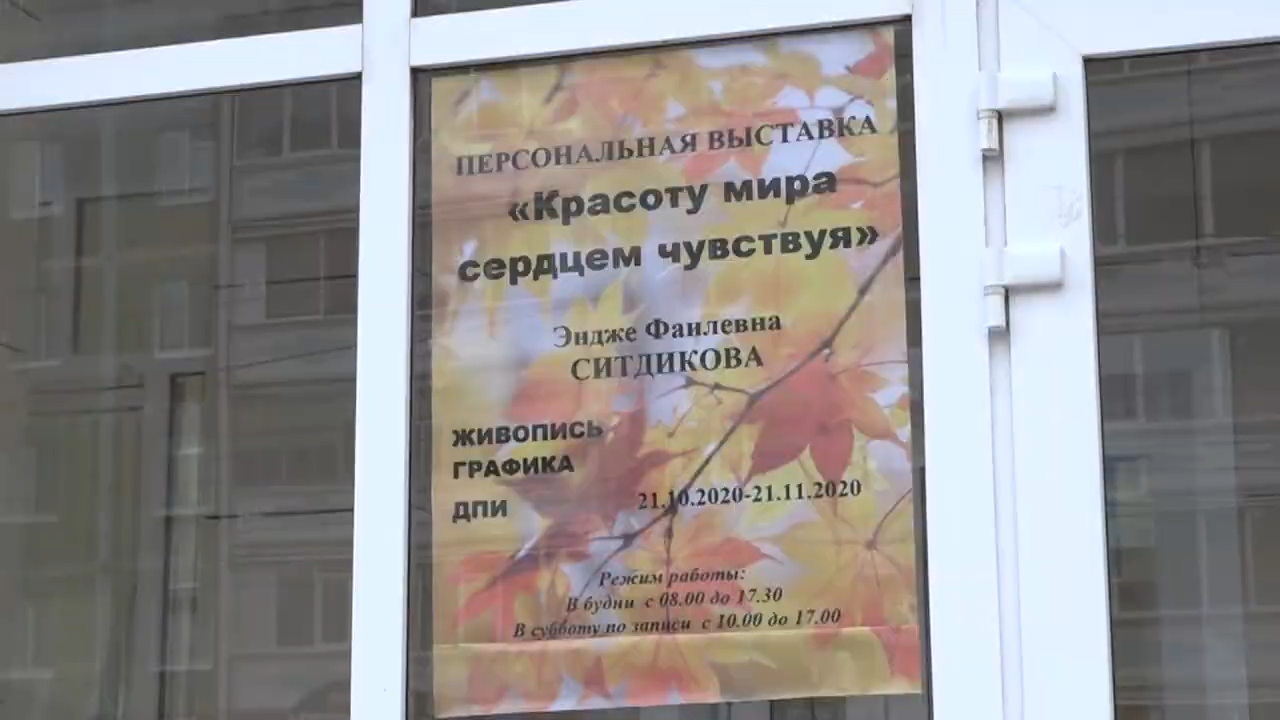 ПЕРСОНАЛЬНАЯ ВЫСТАВКА
«Красоту мира
сердцем чувствуя»
Эндже Фаилевна
СИТДИКОВА
ЖИВОПИСЬ
ГРАФИКА
ДПИ
21.10.2020-21.11.2020
Режим работы:
В будни с 08.00 до 17.30
В субботу по записи с 10.00 до 17.00